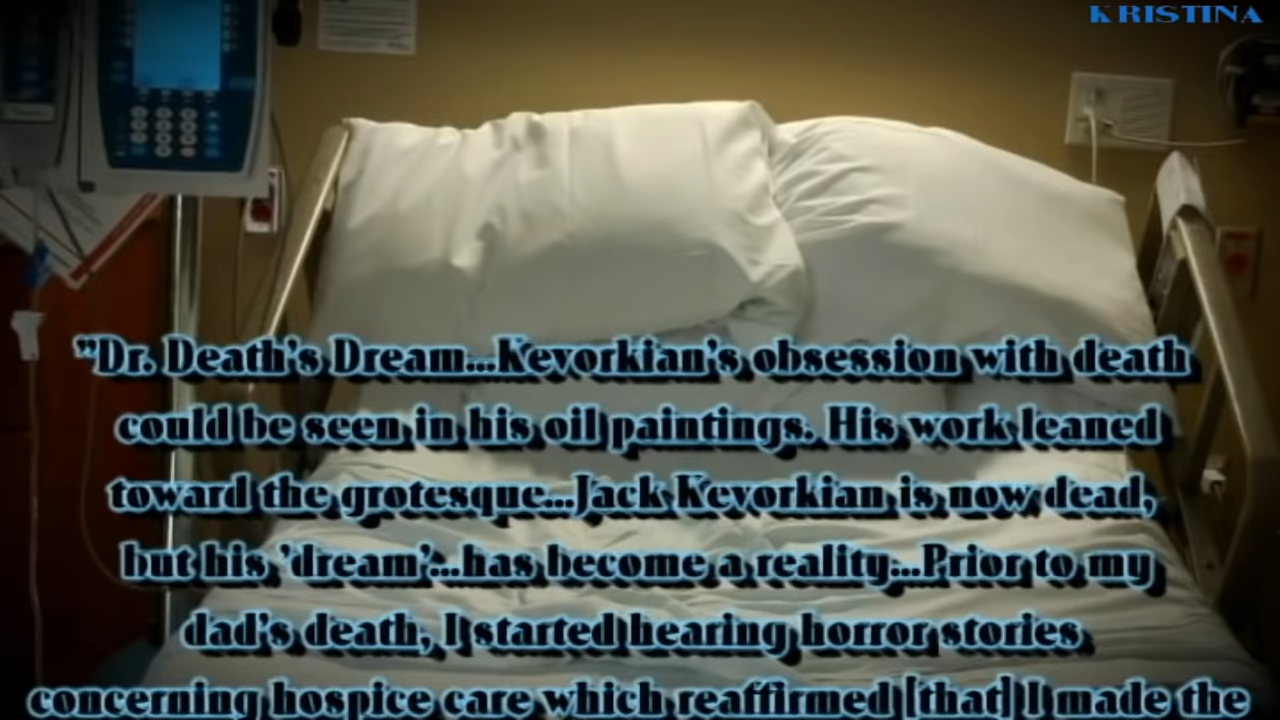 KRISTINA
"Dr. Death's Dream...Kevorkian's obsession with death
could be seen in his oil paintings. His work leaned
toward the grotesque...Jack Kevorkian is now dead,
but his 'dream'...has become a reality...Prior to my
dad's death, I started hearing horror stories
concerning hospice care which reaffirmed [that] I made the